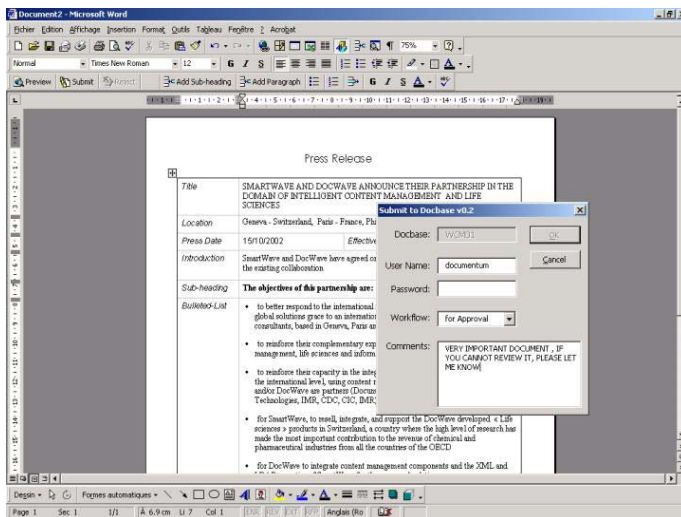 Document2 - Microsoft Word
Fichier Edition Affichage Insertion Format Outils Tableau Fenêtre ? Acrobat
75%
Normal Times New Roman 12 G I S
Preview Submit Add Sub-heading Add Paragraph G I S
Press Release
Title SMARTWAVE AND DOCWAVE ANNOUNCE THEIR PARTNERSHIP IN THE
DOMAIN OF INTELLIGENT CONTENT MANAGEMENT AND LIFE
SCIENCES
Location Geneva - Switzerland, Paris - France,
Press Date 15/10/2002
Introduction SmartWave and DocWave have agreed
the existing collaboration
Sub-heading The objectives of this partnership are:
Bulleted-List • to better respond to the international
global solutions grace to an
consultants, based in Geneva, Paris
• to reinforce their complementary
management, life sciences and
• to reinforce their capacity in the
the international level, using content
and/or DocWave are partners
Technologies, IMR, CDC, CIC,
• for SmartWave, to resell, integrate, and support the DocWave developed « Life
sciences » products in Switzerland, a country where the high level of research has
made the most important contribution to the revenue of chemical and
pharmaceutical industries from all the countries of the OECD
• for DocWave to integrate content management components and the XML and
Submit to Docbase v0.2
Docbase: OK
User Name: documentum Cancel
Password:
Workflow: for Approval
Comments: VERY IMPORTANT DOCUMENT , IF
YOU CANNOT REVIEW IT, PLEASE LET
ME KNOW
Dessin Formes automatiques
Page 1 Sec 1 1/1 À 6.9 cm Li 7 Col 1 Anglais (Ro